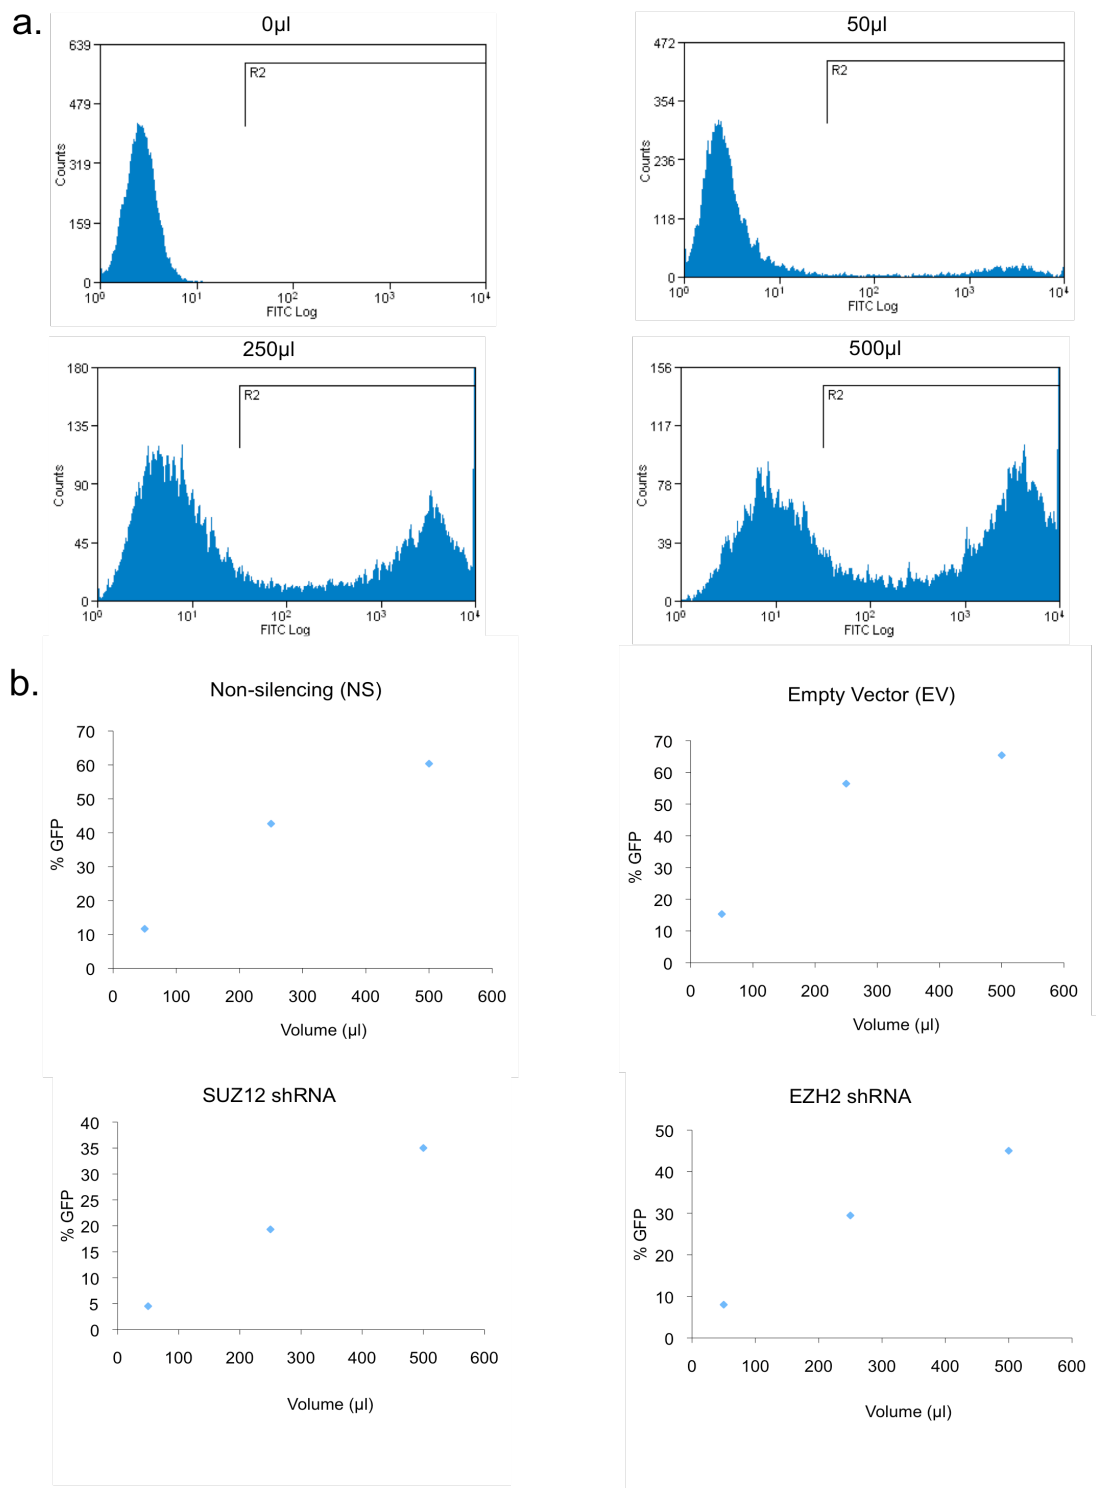 a.
0µl
639
479
319
159
0
Counts
R2
10⁰ 10¹ 10² 10³ 10⁴
FITC Log
50µl
472
354
236
118
0
Counts
R2
10⁰ 10¹ 10² 10³ 10⁴
FITC Log
250µl
180
135
90
45
0
Counts
R2
10⁰ 10¹ 10² 10³ 10⁴
FITC Log
500µl
156
117
78
39
0
Counts
R2
10⁰ 10¹ 10² 10³ 10⁴
FITC Log
b.
Non-silencing (NS)
70
60
50
40
30
20
10
0
% GFP
0 100 200 300 400 500 600
Volume (µl)
Empty Vector (EV)
70
60
50
40
30
20
10
0
% GFP
0 100 200 300 400 500 600
Volume (µl)
SUZ12 shRNA
40
35
30
25
20
15
10
5
0
% GFP
0 100 200 300 400 500 600
Volume (µl)
EZH2 shRNA
50
40
30
20
10
0
% GFP
0 100 200 300 400 500 600
Volume (µl)